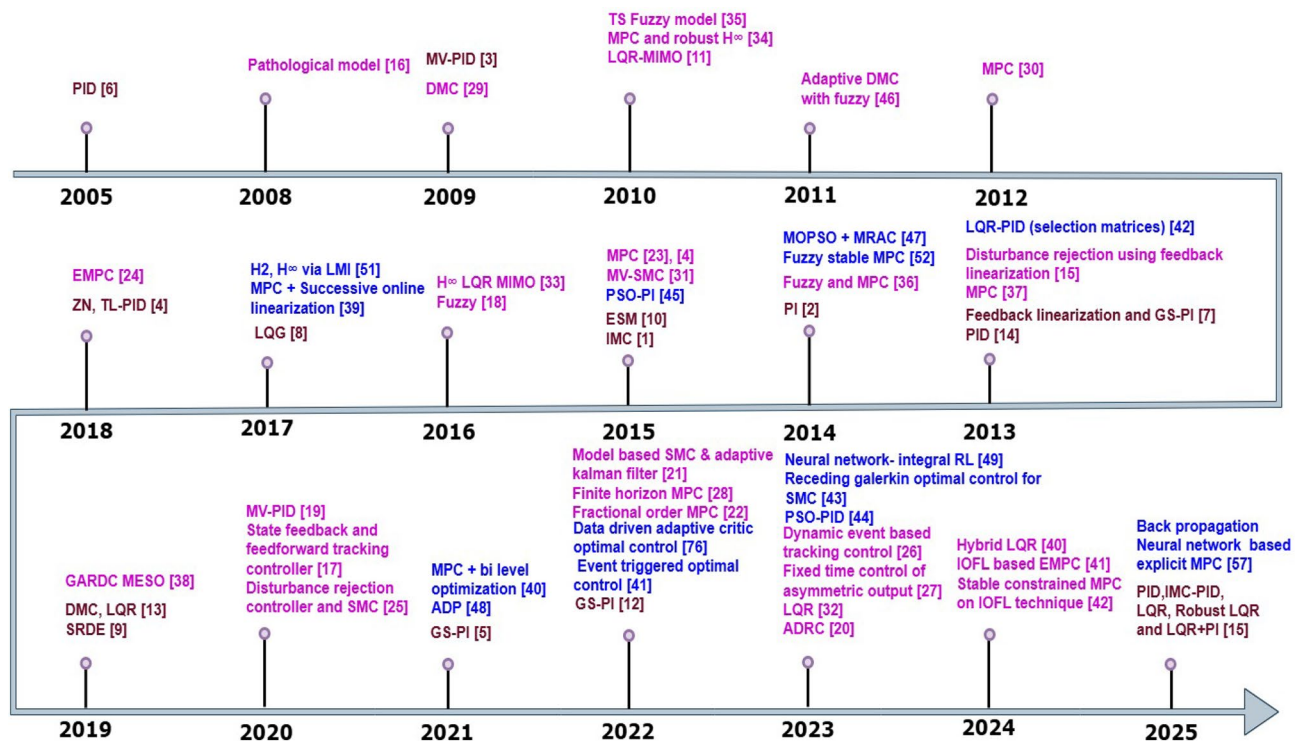 PID [6]
2005
Pathological model [16]
2008
MV-PID [3]
DMC [29]
2009
TS Fuzzy model [35]
MPC and robust H∞ [34]
LQR-MIMO [11]
2010
Adaptive DMC
with fuzzy [46]
2011
MPC [30]
2012
LQR-PID (selection matrices) [42]
Disturbance rejection using feedback
linearization [15]
MPC [37]
Feedback linearization and GS-PI [7]
PID [14]
2013
MOPSO + MRAC [47]
Fuzzy stable MPC [52]
Fuzzy and MPC [36]
PI [2]
2014
MPC [23], [4]
MV-SMC [31]
PSO-PI [45]
ESM [10]
IMC [1]
2015
H∞ LQR MIMO [33]
Fuzzy [18]
2016
H2, H∞ via LMI [51]
MPC + Successive online
linearization [39]
LQG [8]
2017
EMPC [24]
ZN, TL-PID [4]
2018
GARDC MESO [38]
DMC, LQR [13]
SRDE [9]
2019
MV-PID [19]
State feedback and
feedforward tracking
controller [17]
Disturbance rejection
controller and SMC [25]
2020
MPC + bi level
optimization [40]
ADP [48]
GS-PI [5]
2021
Model based SMC & adaptive
kalman filter [21]
Finite horizon MPC [28]
Fractional order MPC [22]
Data driven adaptive critic
optimal control [76]
Event triggered optimal
control [41]
GS-PI [12]
2022
Neural network- integral RL [49]
Receding galerkin optimal control for
SMC [43]
PSO-PID [44]
Dynamic event based
tracking control [26]
Fixed time control of
asymmetric output [27]
LQR [32]
ADRC [20]
2023
Hybrid LQR [40]
IOFL based EMPC [41]
Stable constrained MPC
on IOFL technique [42]
2024
Back propagation
Neural network based
explicit MPC [57]
PID,IMC-PID,
LQR, Robust LQR
and LQR+PI [15]
2025